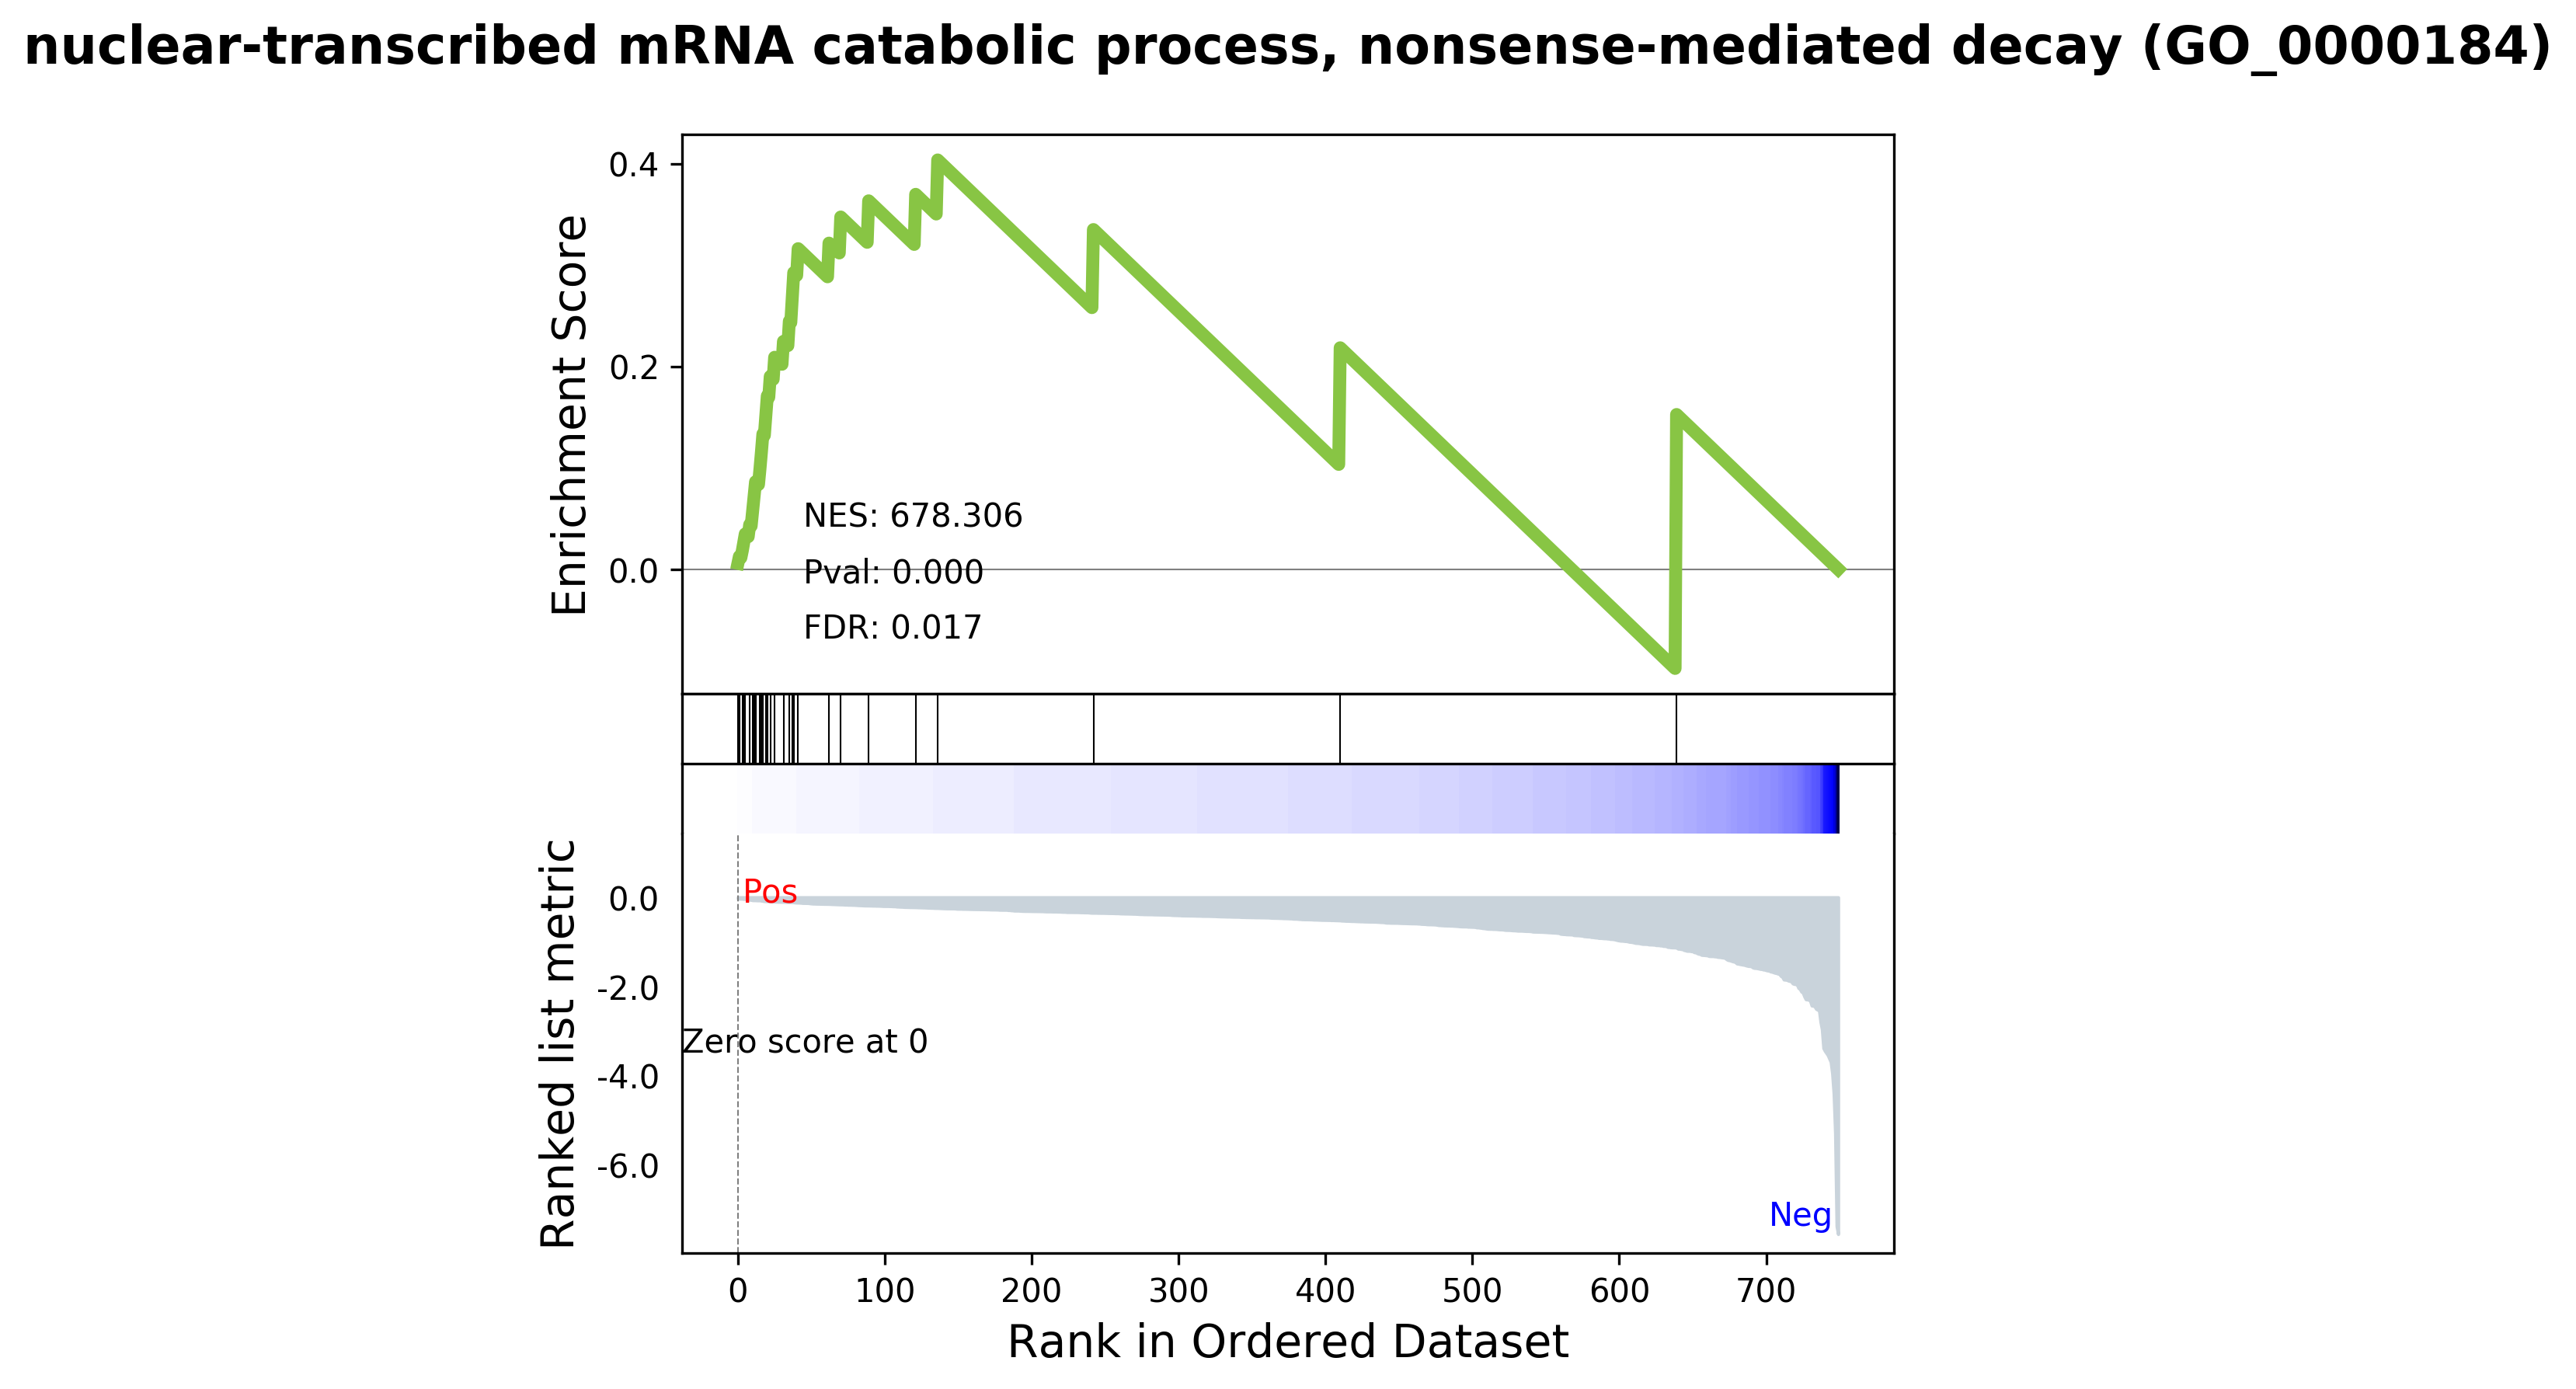 nuclear-transcribed mRNA catabolic process, nonsense-mediated decay (GO_0000184)
Enrichment Score
0.4
0.2
0.0
NES: 678.306
Pval: 0.000
FDR: 0.017
Ranked list metric
0.0
-2.0
-4.0
-6.0
Pos
Zero score at 0
Neg
0 100 200 300 400 500 600 700
Rank in Ordered Dataset